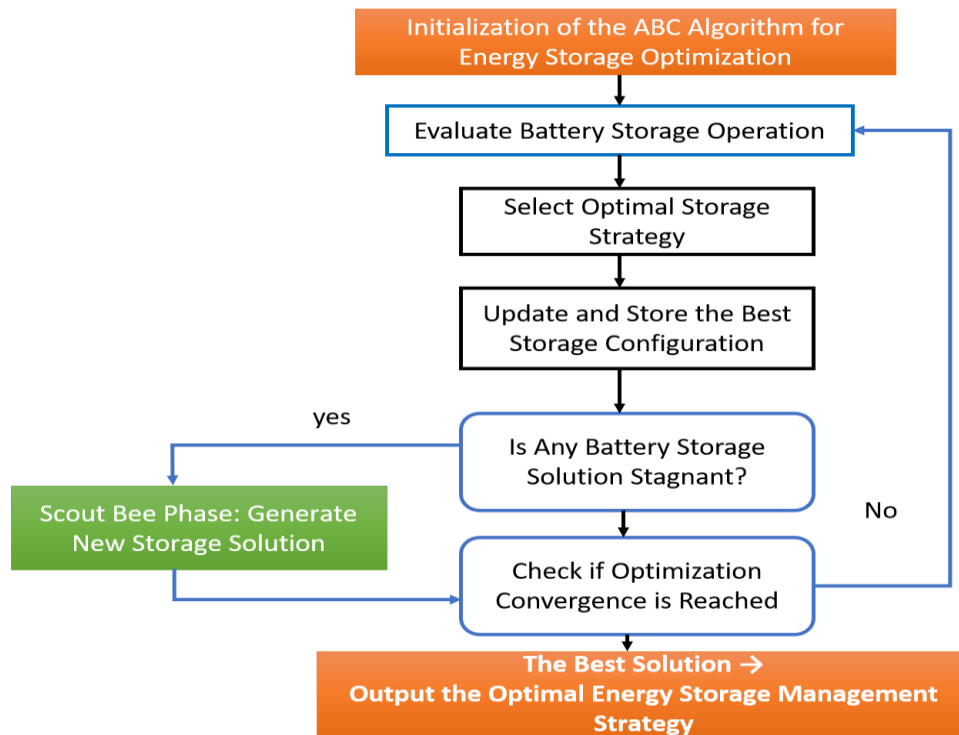 Initialization of the ABC Algorithm for
Energy Storage Optimization
Evaluate Battery Storage Operation
Select Optimal Storage
Strategy
Update and Store the Best
Storage Configuration
yes
Is Any Battery Storage
Solution Stagnant?
Scout Bee Phase: Generate
New Storage Solution
No
Check if Optimization
Convergence is Reached
The Best Solution →
Output the Optimal Energy Storage Management
Strategy